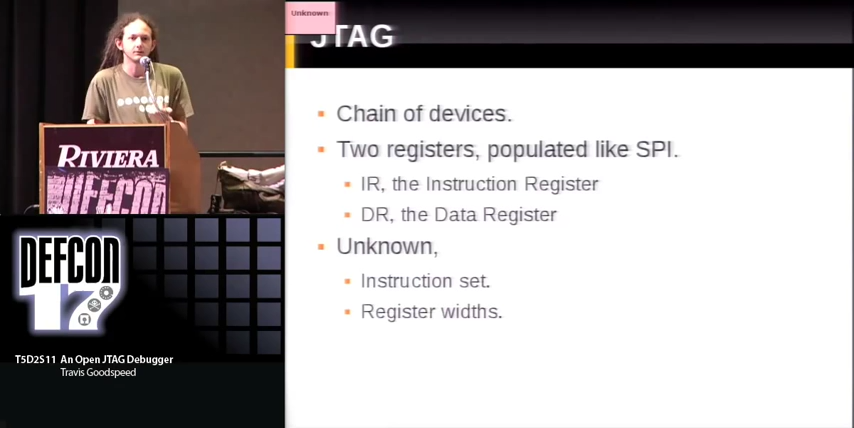 Unknown
JTAG
Chain of devices.
Two registers, populated like SPI.
IR, the Instruction Register
DR, the Data Register
Unknown,
Instruction set.
Register widths.
RIVIERA
DEFCON
DEFCON
17
T5D2S11 An Open JTAG Debugger
Travis Goodspeed